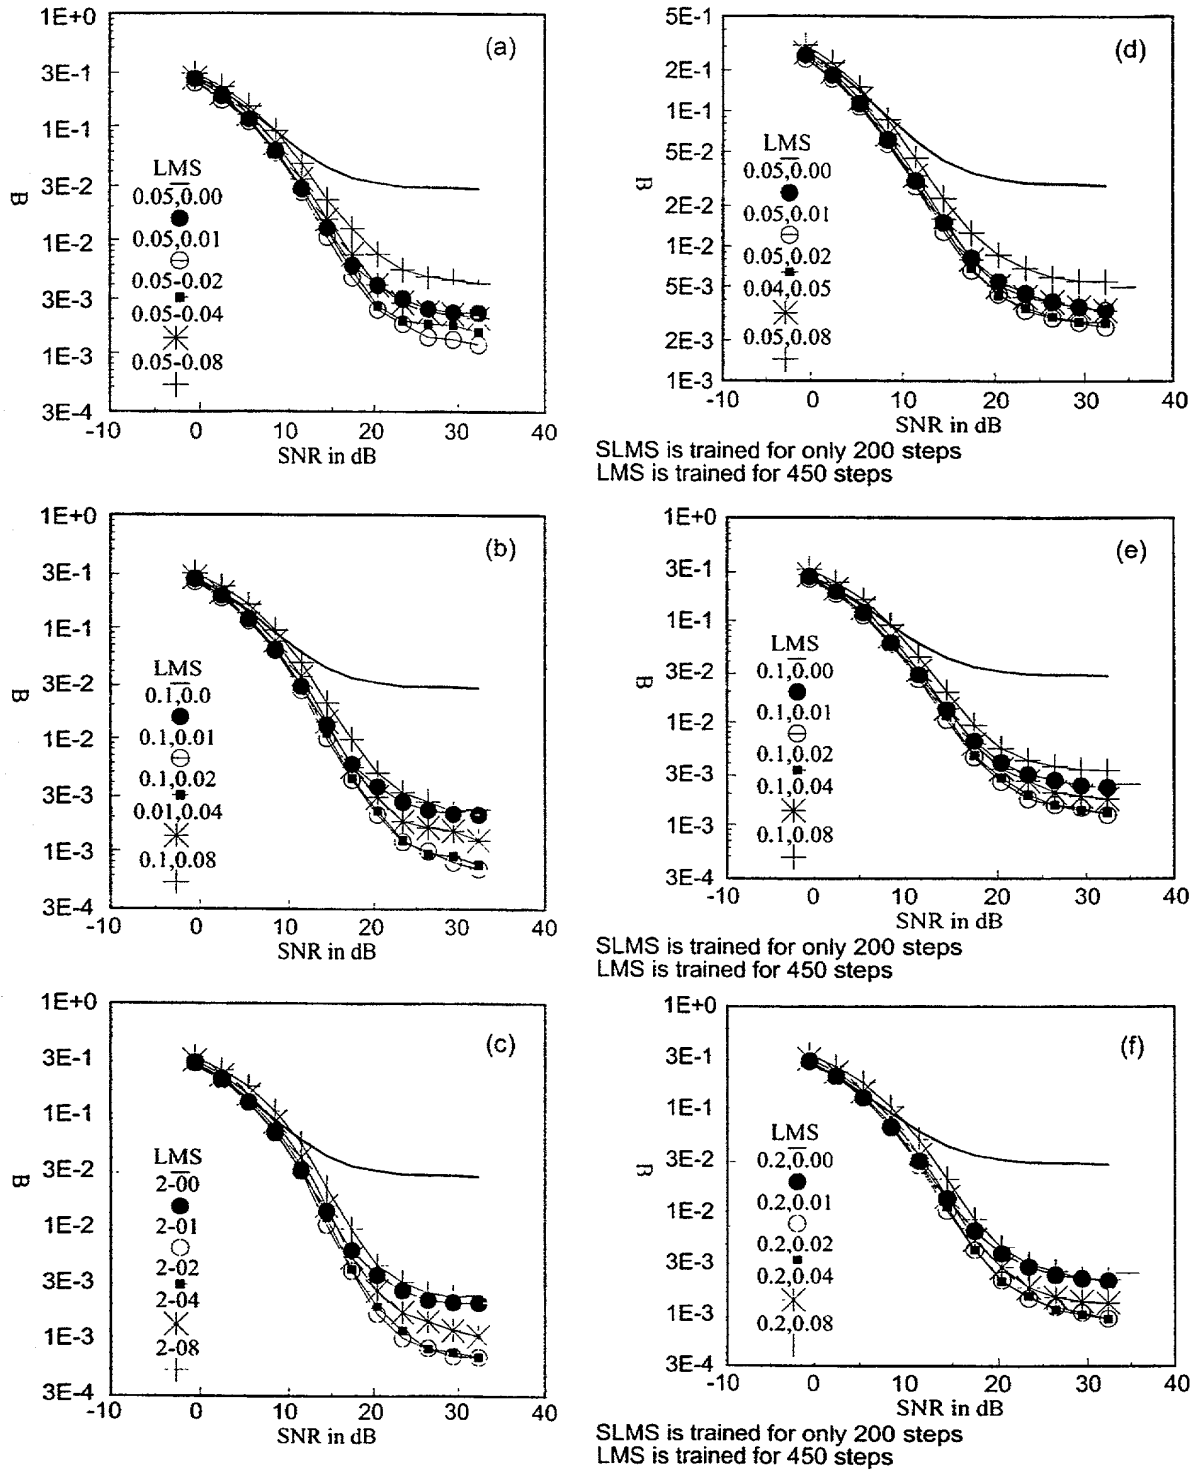 (a)
1E+0
3E-1
1E-1
3E-2
1E-2
3E-3
1E-3
3E-4
B
LMS
0.05,0.00
0.05,0.01
0.05-0.02
0.05-0.04
0.05-0.08
-10 0 10 20 30 40
SNR in dB
(d)
5E-1
2E-1
1E-1
5E-2
2E-2
1E-2
5E-3
2E-3
1E-3
B
LMS
0.05,0.00
0.05,0.01
0.05,0.02
0.04,0.05
0.05,0.08
-10 0 10 20 30 40
SNR in dB
SLMS is trained for only 200 steps
LMS is trained for 450 steps
(b)
1E+0
3E-1
1E-1
3E-2
1E-2
3E-3
1E-3
3E-4
B
LMS
0.1,0.0
0.1,0.01
0.1,0.02
0.01,0.04
0.1,0.08
-10 0 10 20 30 40
SNR in dB
(e)
1E+0
3E-1
1E-1
3E-2
1E-2
3E-3
1E-3
3E-4
B
LMS
0.1,0.00
0.1,0.01
0.1,0.02
0.1,0.04
0.1,0.08
-10 0 10 20 30 40
SNR in dB
SLMS is trained for only 200 steps
LMS is trained for 450 steps
(c)
1E+0
3E-1
1E-1
3E-2
1E-2
3E-3
1E-3
3E-4
B
LMS
2-00
2-01
2-02
2-04
2-08
-10 0 10 20 30 40
SNR in dB
(f)
1E+0
3E-1
1E-1
3E-2
1E-2
3E-3
1E-3
3E-4
B
LMS
0.2,0.00
0.2,0.01
0.2,0.02
0.2,0.04
0.2,0.08
-10 0 10 20 30 40
SNR in dB
SLMS is trained for only 200 steps
LMS is trained for 450 steps